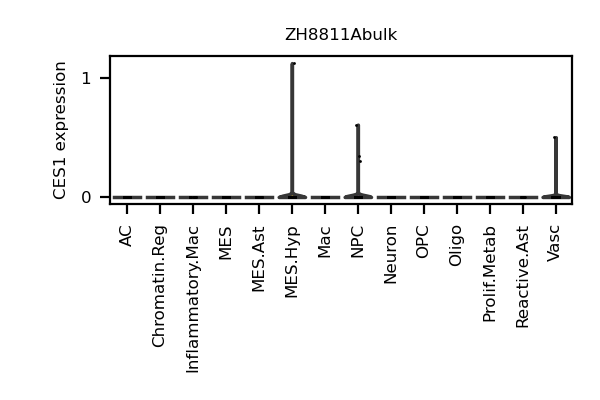 ZH8811Abulk
CES1 expression
1
0
AC
Chromatin.Reg
Inflammatory.Mac
MES
MES.Ast
MES.Hyp
Mac
NPC
Neuron
OPC
Oligo
Prolif.Metab
Reactive.Ast
Vasc